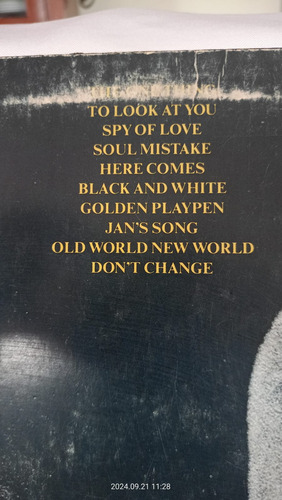 TO LOOK AT YOU
SPY OF LOVE
SOUL MISTAKE
HERE COMES
BLACK AND WHITE
GOLDEN PLAYPEN
JAN'S SONG
OLD WORLD NEW WORLD
DON'T CHANGE
2024.09.21 11:28